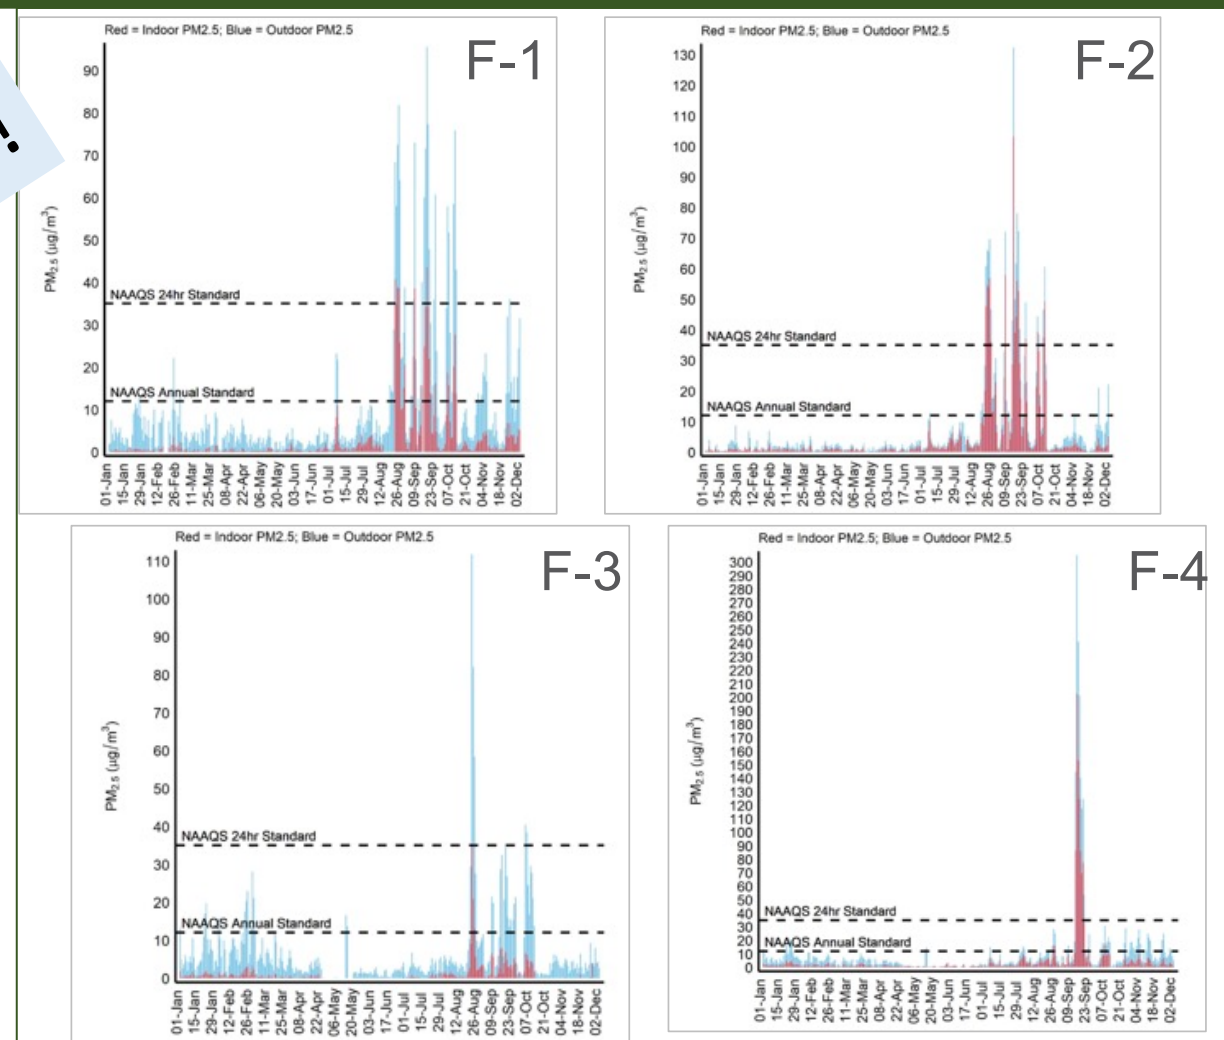 !
Red = Indoor PM2.5; Blue = Outdoor PM2.5
F-1
90
80
70
60
50
40
30
20
10
0
PM2.5 (µg/m³)
NAAQS 24hr Standard
NAAQS Annual Standard
01-Jan
15-Jan
29-Jan
12-Feb
26-Feb
11-Mar
25-Mar
08-Apr
22-Apr
06-May
20-May
03-Jun
17-Jun
01-Jul
15-Jul
29-Jul
12-Aug
26-Aug
09-Sep
23-Sep
07-Oct
21-Oct
04-Nov
18-Nov
02-Dec
Red = Indoor PM2.5; Blue = Outdoor PM2.5
F-2
130
120
110
100
90
80
70
60
50
40
30
20
10
0
PM2.5 (µg/m³)
NAAQS 24hr Standard
NAAQS Annual Standard
01-Jan
15-Jan
29-Jan
12-Feb
26-Feb
11-Mar
25-Mar
08-Apr
22-Apr
06-May
20-May
03-Jun
17-Jun
01-Jul
15-Jul
29-Jul
12-Aug
26-Aug
09-Sep
23-Sep
07-Oct
21-Oct
04-Nov
18-Nov
02-Dec
Red = Indoor PM2.5; Blue = Outdoor PM2.5
F-3
110
100
90
80
70
60
50
40
30
20
10
0
PM2.5 (µg/m³)
NAAQS 24hr Standard
NAAQS Annual Standard
01-Jan
15-Jan
29-Jan
12-Feb
26-Feb
11-Mar
25-Mar
08-Apr
22-Apr
06-May
20-May
03-Jun
17-Jun
01-Jul
15-Jul
29-Jul
12-Aug
26-Aug
09-Sep
23-Sep
07-Oct
21-Oct
04-Nov
18-Nov
02-Dec
Red = Indoor PM2.5; Blue = Outdoor PM2.5
F-4
300
290
280
270
260
250
240
230
220
210
200
190
180
170
160
150
140
130
120
110
100
90
80
70
60
50
40
30
20
10
0
PM2.5 (µg/m³)
NAAQS 24hr Standard
NAAQS Annual Standard
01-Jan
15-Jan
29-Jan
12-Feb
26-Feb
11-Mar
25-Mar
08-Apr
22-Apr
06-May
20-May
03-Jun
17-Jun
01-Jul
15-Jul
29-Jul
12-Aug
26-Aug
09-Sep
23-Sep
07-Oct
21-Oct
04-Nov
18-Nov
02-Dec